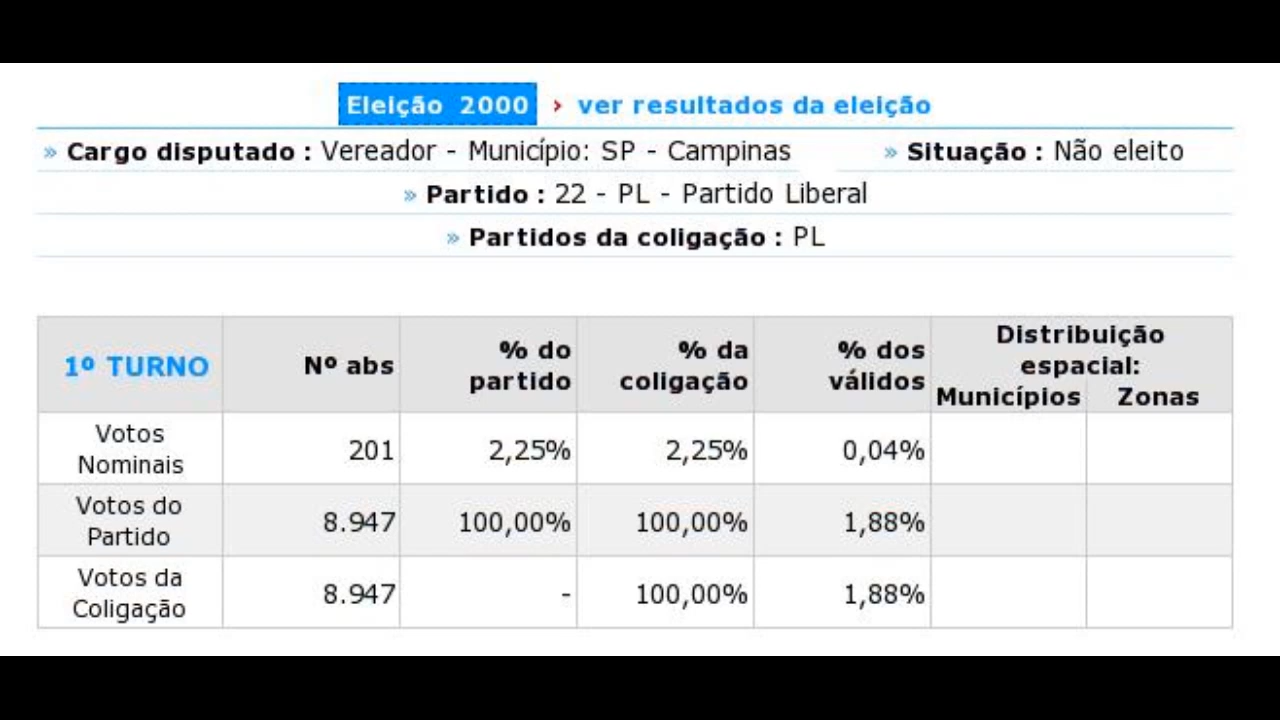 Eleição 2000 › ver resultados da eleição
» Cargo disputado : Vereador - Município: SP - Campinas » Situação : Não eleito
» Partido : 22 - PL - Partido Liberal
» Partidos da coligação : PL
1º TURNO Nº abs % do partido % da coligação % dos válidos Distribuição espacial: Municípios Zonas
Votos Nominais 201 2,25% 2,25% 0,04%
Votos do Partido 8.947 100,00% 100,00% 1,88%
Votos da Coligação 8.947 - 100,00% 1,88%